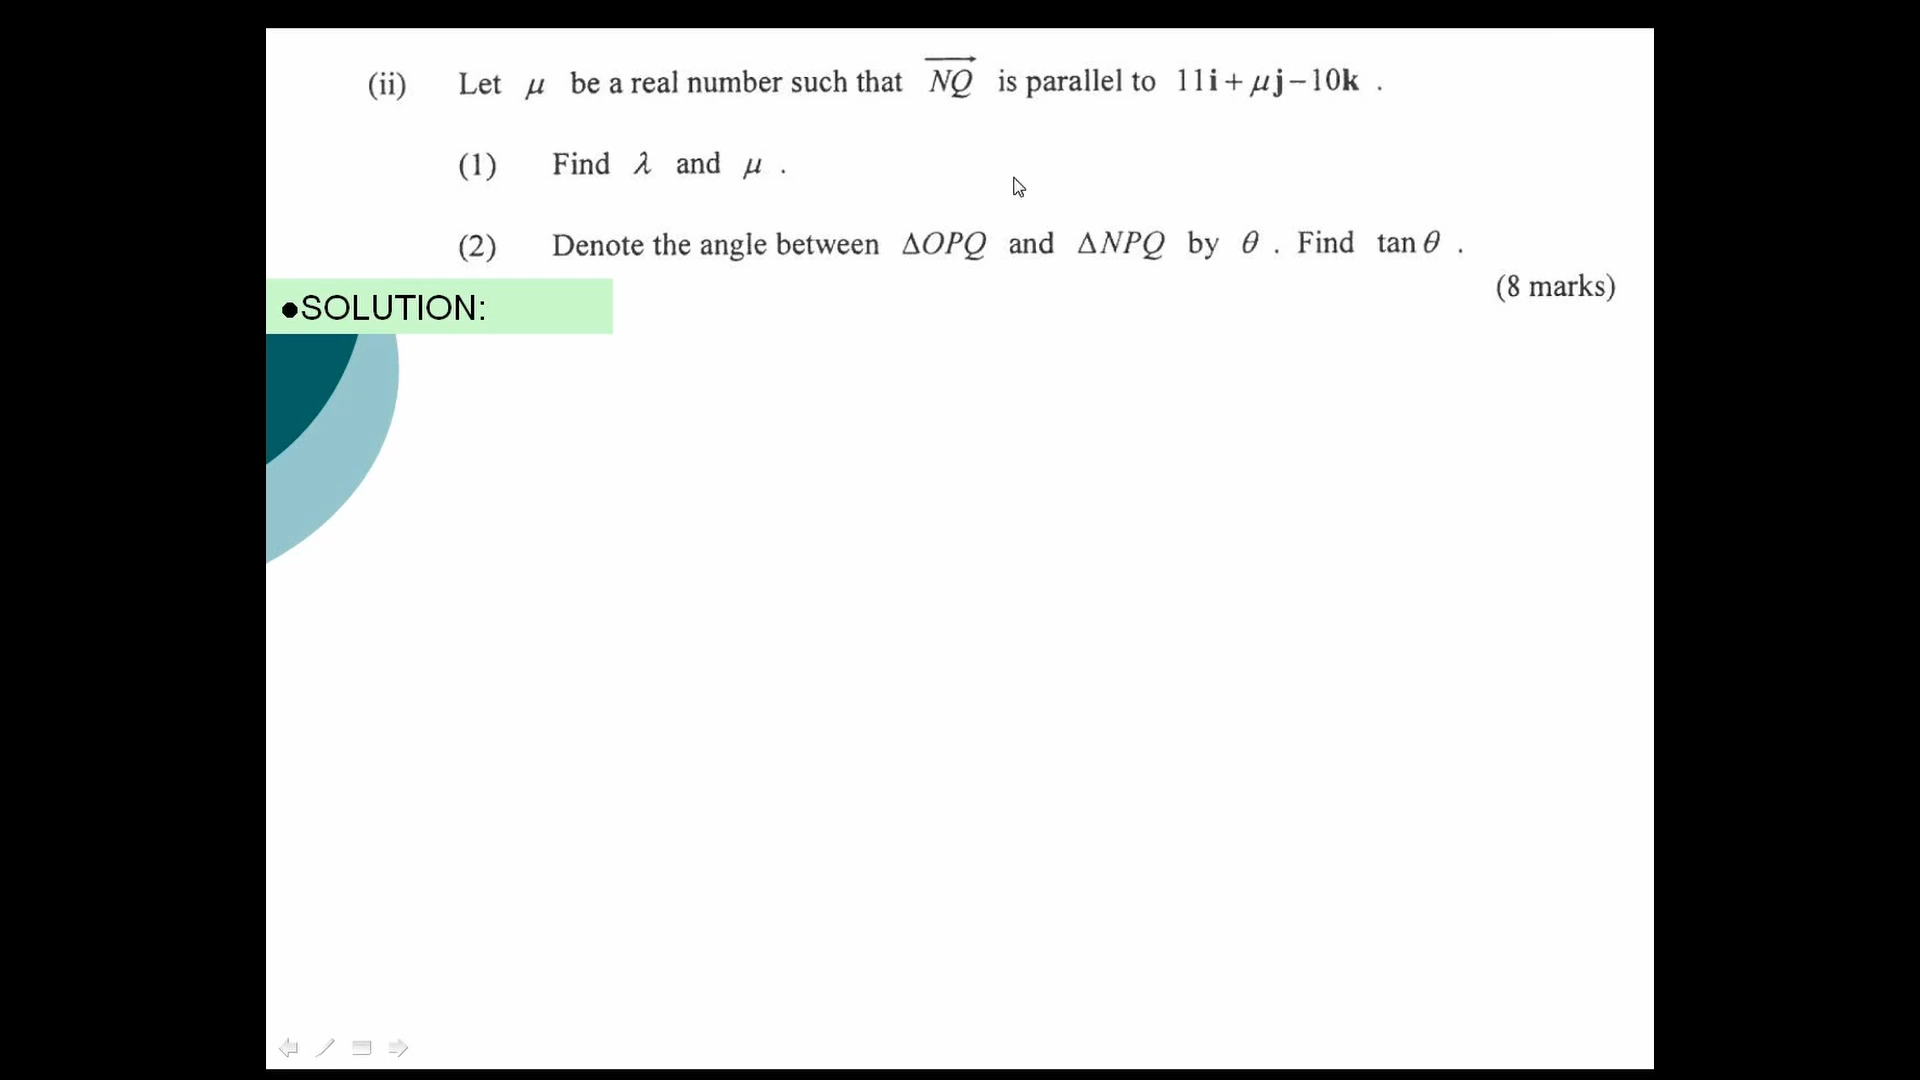 (ii) Let μ be a real number such that $\overrightarrow{NQ}$ is parallel to 11i+μj−10k .
(1) Find λ and μ .
(2) Denote the angle between ΔOPQ and ΔNPQ by θ . Find tan θ .
(8 marks)
●SOLUTION: